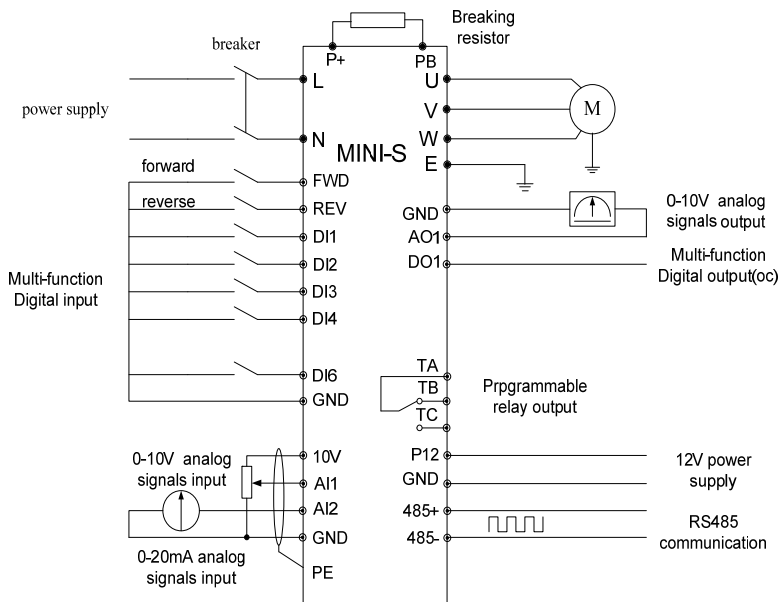 Breaking
resistor
breaker
P+
PB
L
U
power supply
V
M
N
W
MINI-S
E
forward
FWD
reverse
REV
GND
0-10V analog
signals output
DI1
AO1
DI2
DO1
Multi-function
Digital output(oc)
Multi-function
Digital input
DI3
DI4
TA
DI6
TB
Prpgrammable
relay output
GND
TC
0-10V analog
signals input
10V
P12
12V power
supply
AI1
GND
AI2
485+
RS485
communication
GND
485-
0-20mA analog
signals input
PE